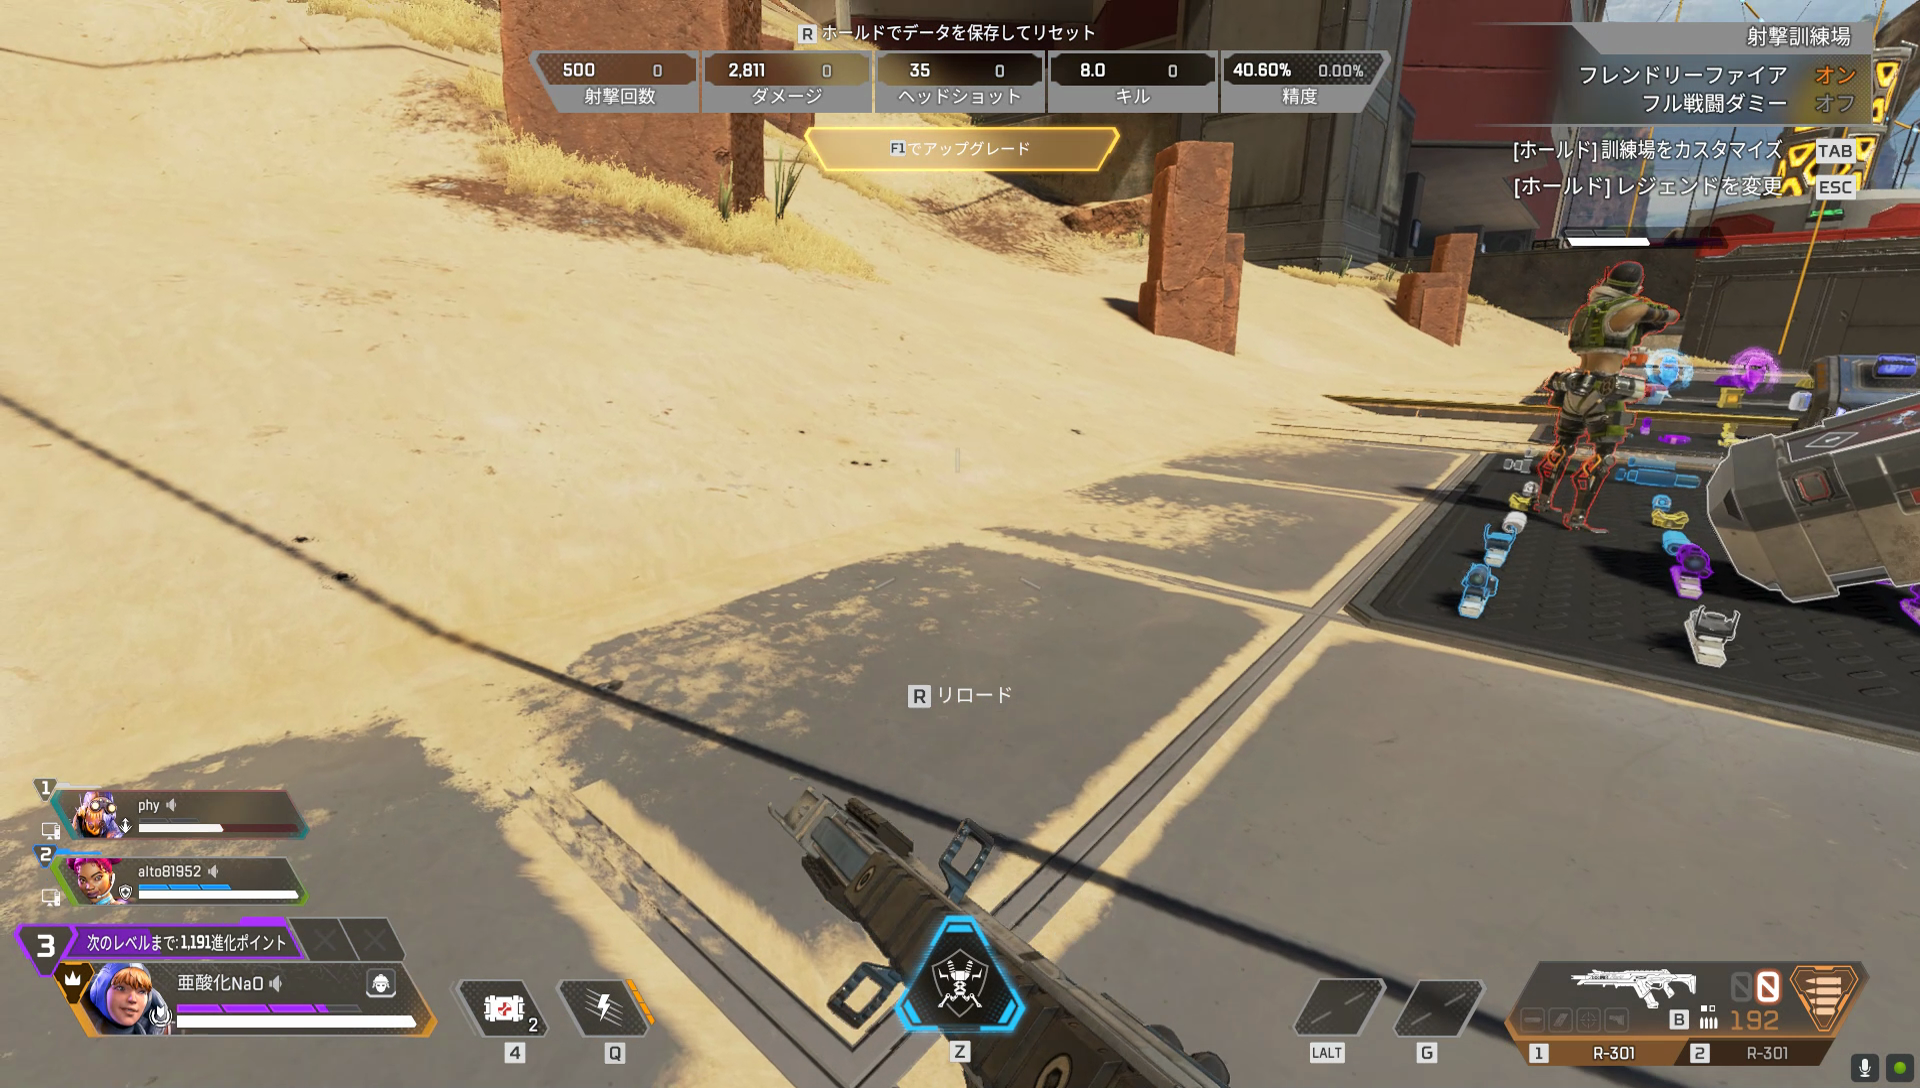 R ホールドでデータを保存してリセット
500 0 2,811 0 35 0 8.0 0 40.60% 0.00%
射撃回数 ダメージ ヘッドショット キル 精度
F1でアップグレード
射撃訓練場
フレンドリーファイア オン
フル戦闘ダミー オフ
[ホールド]訓練場をカスタマイズ TAB
[ホールド]レジェンドを変更 ESC
R リロード
1
phy
2
alto81952
3 次のレベルまで:1,191進化ポイント
亜酸化NaO
2
4 Q Z LALT G
00
B 192
1 R-301 2 R-301